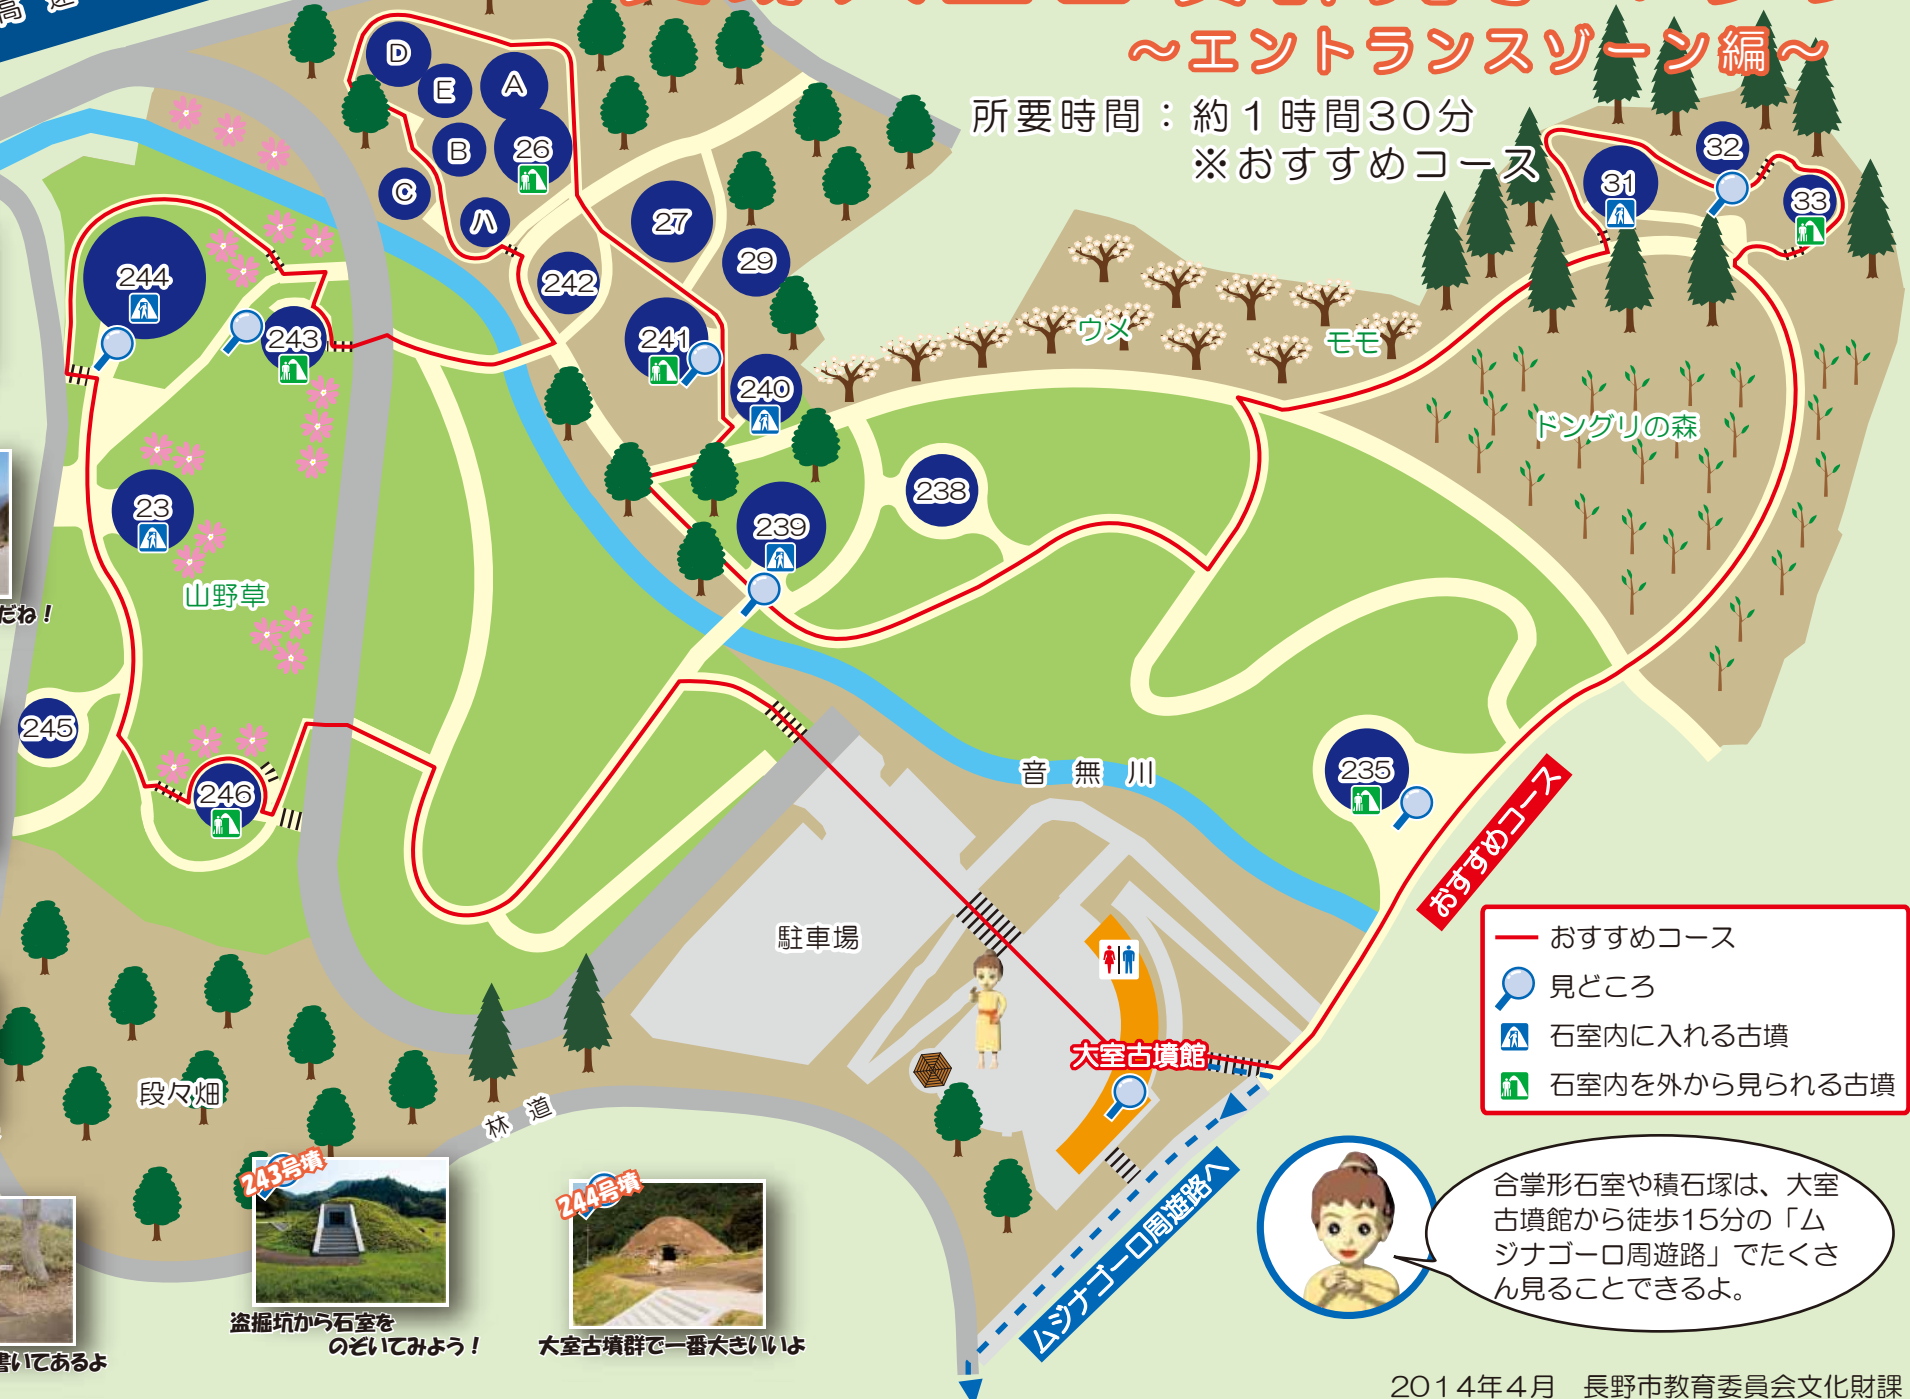 高速
～エントランスゾーン編～
所要時間：約１時間30分
※おすすめコース
D
E
A
B
26
C
ハ
27
29
242
241
240
244
243
23
山野草
245
246
239
238
ウメ
モモ
31
32
33
ドングリの森
235
音無川
おすすめコース
駐車場
大室古墳館
ムジナゴーロ周遊路へ
段々畑
林道
だね！
おすすめコース
見どころ
石室内に入れる古墳
石室内を外から見られる古墳
合掌形石室や積石塚は、大室
古墳館から徒歩15分の「ム
ジナゴーロ周遊路」でたくさ
ん見ることできるよ。
243号墳
盗掘坑から石室を
のぞいてみよう！
244号墳
大室古墳群で一番大きいいよ
書いてあるよ
2014年4月　長野市教育委員会文化財課